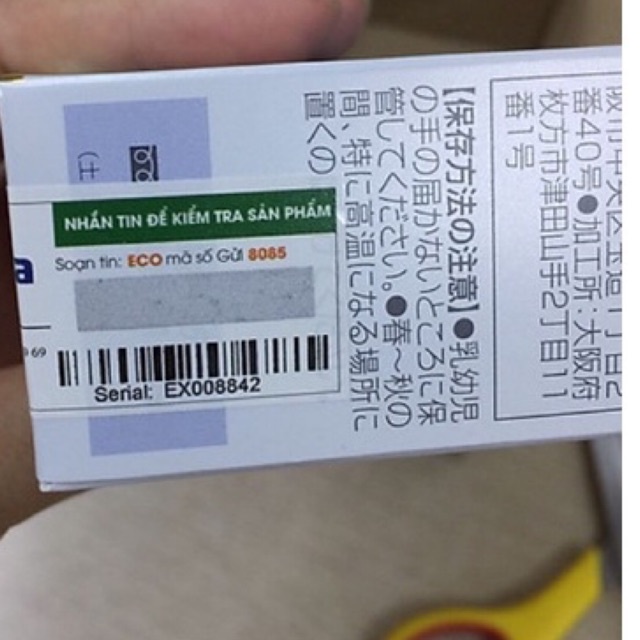 NHẮN TIN ĐỂ KIỂM TRA SẢN PHẨM
Soạn tin: ECO mã số Gửi 8085
69
Serial: EX008842
番40号●加工所:大阪府
枚方市津田山手2丁目11
番1号
【保存方法の注意】●乳幼児
の手の届かないところに保
管してください。●春〜秋の
間、特に高温になる場所に
置くの